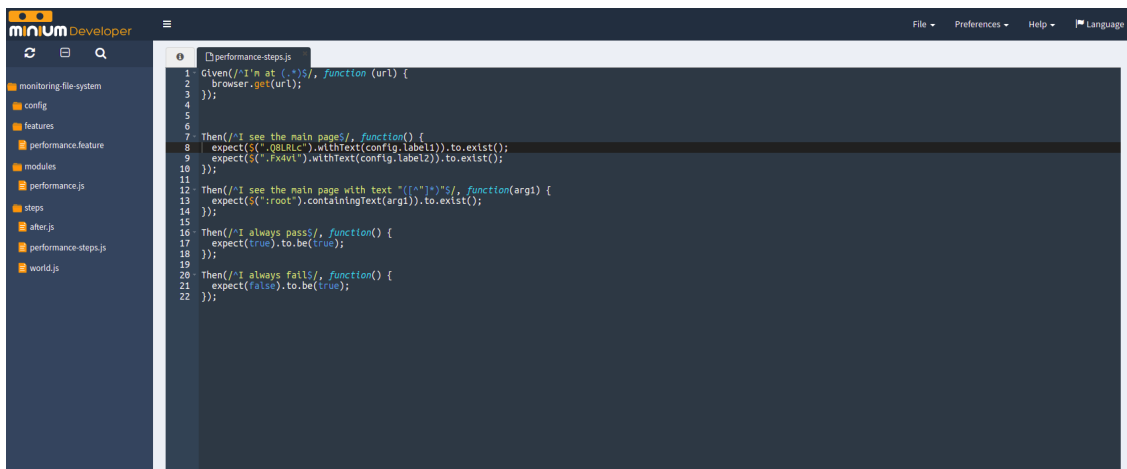 minium Developer
File
Preferences
Help
Language
monitoring-file-system
config
features
performance.feature
modules
performance.js
steps
after.js
performance-steps.js
world.js
performance-steps.js
1 Given(/^I'm at (.*)$/, function (url) {
2 browser.get(url);
3 });
4
5
6
7 Then(/^I see the main page$/, function() {
8 expect($(".Q8LRLc").withText(config.label1)).to.exist();
9 expect($(".Fx4vi").withText(config.label2)).to.exist();
10 });
11
12 Then(/^I see the main page with text "([^"]*)"$/, function(arg1) {
13 expect($(":root").containingText(arg1)).to.exist();
14 });
15
16 Then(/^I always pass$/, function() {
17 expect(true).to.be(true);
18 });
19
20 Then(/^I always fail$/, function() {
21 expect(false).to.be(true);
22 });